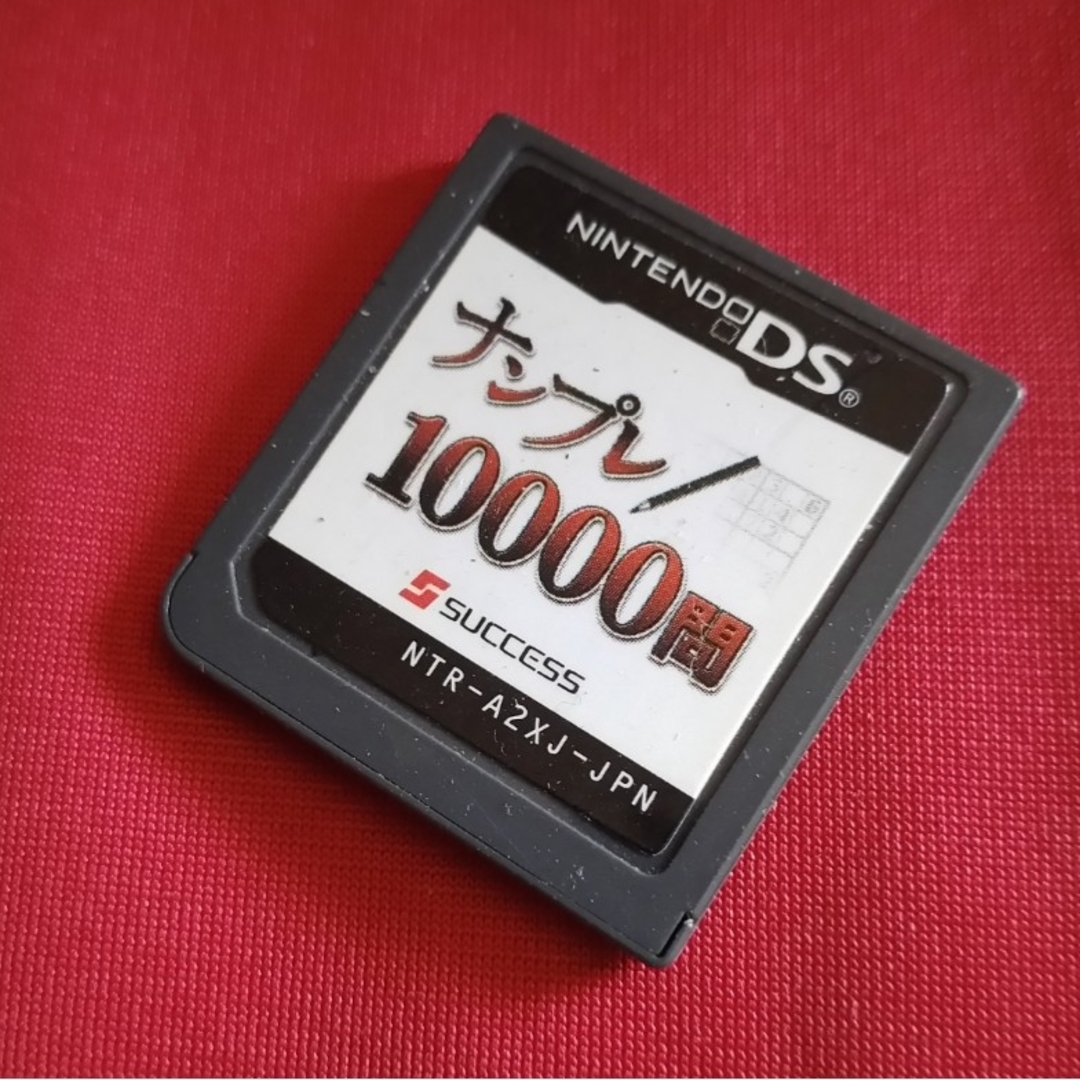 NINTENDO DS®
ナンプレ
10000問
SUCCESS
NTR-A2XJ-JPN